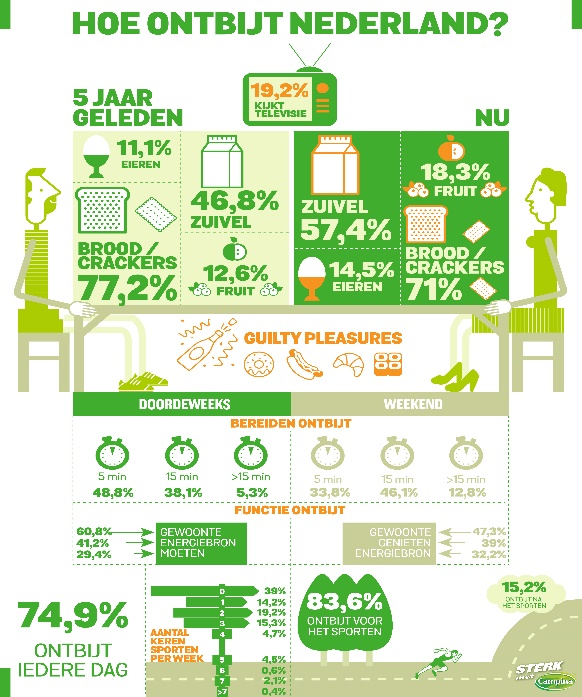 HOE ONTBIJT NEDERLAND?
19,2%
KIJKT
TELEVISIE
5 JAAR
GELEDEN
NU
11,1%
EIEREN
46,8%
ZUIVEL
BROOD/
CRACKERS
77,2%
12,6%
FRUIT
ZUIVEL
57,4%
14,5%
EIEREN
18,3%
FRUIT
BROOD/
CRACKERS
71%
GUILTY PLEASURES
DOORDEWEEKS
WEEKEND
BEREIDEN ONTBIJT
5 min
15 min
>15 min
5 min
15 min
>15 min
48,8%
38,1%
5,3%
33,8%
46,1%
12,8%
FUNCTIE ONTBIJT
60,8% GEWOONTE
41,2% ENERGIEBRON
29,4% MOETEN
GEWOONTE 47,3%
GENIETEN 39%
ENERGIEBRON 32,2%
74,9%
ONTBIJT
IEDERE DAG
AANTAL
KEREN
SPORTEN
PER WEEK
0 39%
1 14,2%
2 19,2%
3 15,3%
4 4,7%
5 4,5%
6 0,6%
7 2,1%
>7 0,4%
83,6%
ONTBIJT VOOR
HET SPORTEN
15,2%
ONTBIJT NA
HET SPORTEN
STERK
Campina